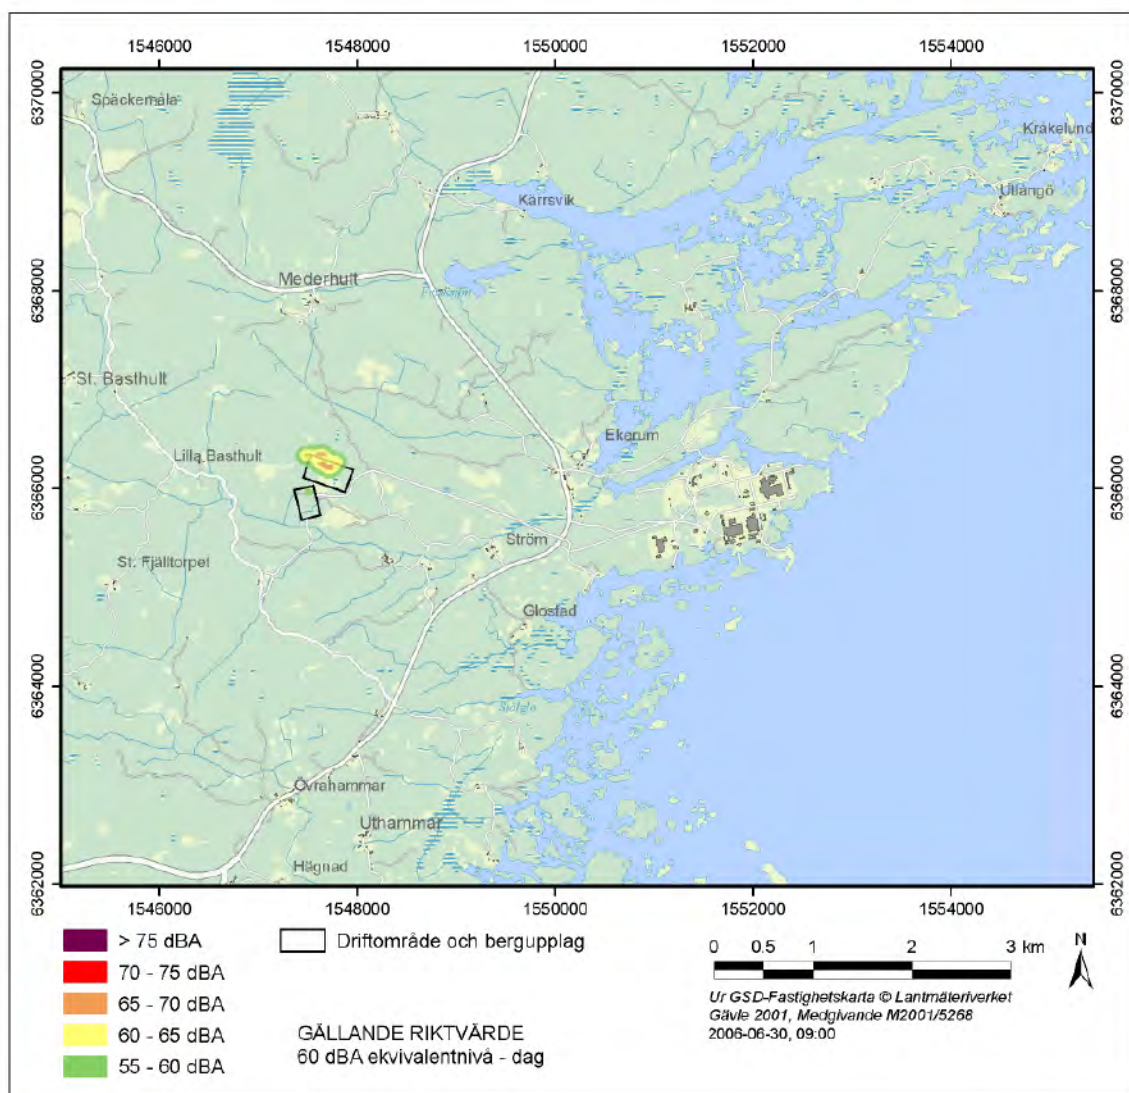 1546000 1548000 1550000 1552000 1554000
6370000 6370000
Späckemåla
Kråkelund
Ullångö
Kärrsvik
Mederhult
6368000 6368000
Frisksjön
St. Basthult
Ekerum
Lilla Basthult
6366000 6366000
Ström
St. Fjälltorpet
Glostad
6364000 6364000
Övrahammar
Uthammar
Hägnad
6362000 6362000
1546000 1548000 1550000 1552000 1554000
> 75 dBA
70 - 75 dBA
65 - 70 dBA
60 - 65 dBA
55 - 60 dBA
Driftområde och bergupplag
GÄLLANDE RIKTVÄRDE
60 dBA ekvivalentnivå - dag
0 0.5 1 2 3 km
N
Ur GSD-Fastighetskarta © Lantmäteriverket
Gävle 2001, Medgivande M2001/5268
2006-06-30, 09:00